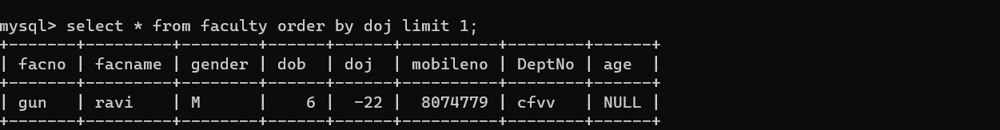 mysql> select * from faculty order by doj limit 1;
+-------+---------+--------+------+------+----------+--------+------+
| facno | facname | gender | dob  | doj  | mobileno | DeptNo | age  |
+-------+---------+--------+------+------+----------+--------+------+
| gun   | ravi    | M      |    6 |  -22 |  8074779 | cfvv   | NULL |
+-------+---------+--------+------+------+----------+--------+------+